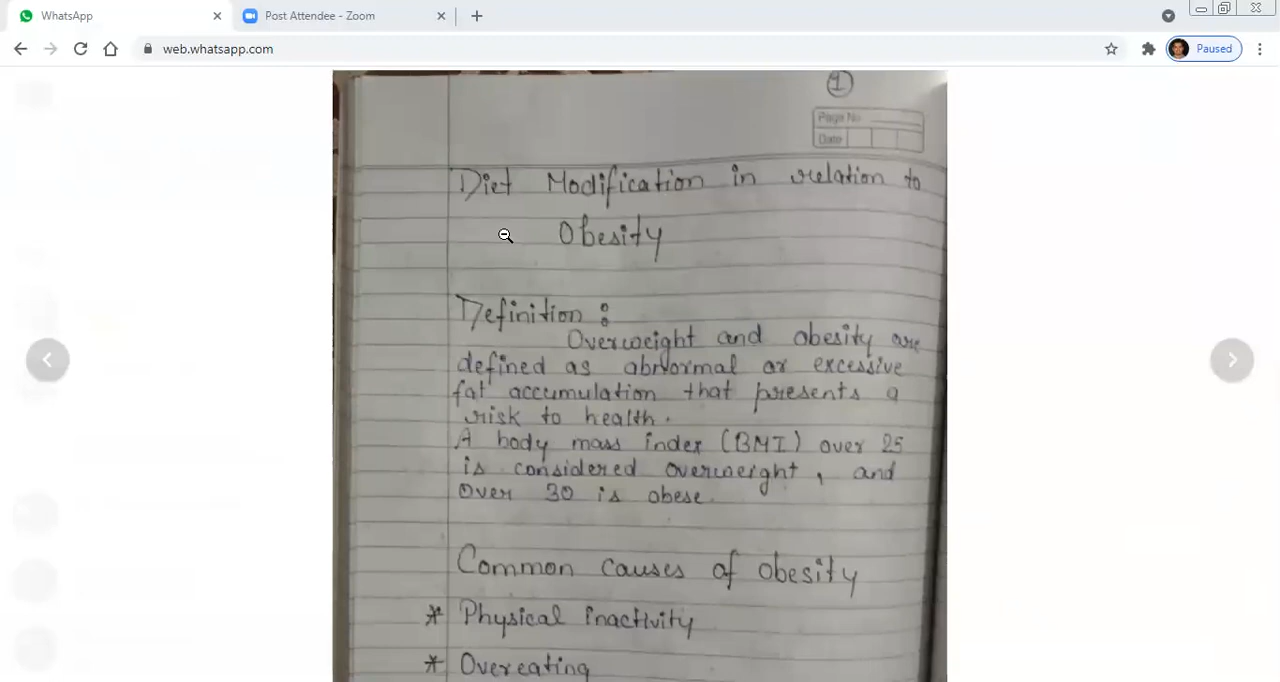 WhatsApp
Post Attendee - Zoom
web.whatsapp.com
Paused
1
Page No
Date
Diet Modification in relation to
Obesity
Definition :
Overweight and obesity are
defined as abnormal or excessive
fat accumulation that presents a
risk to health.
A body mass index (BMI) over 25
is considered overweight, and
over 30 is obese.
Common causes of obesity
* Physical inactivity
* Overeating